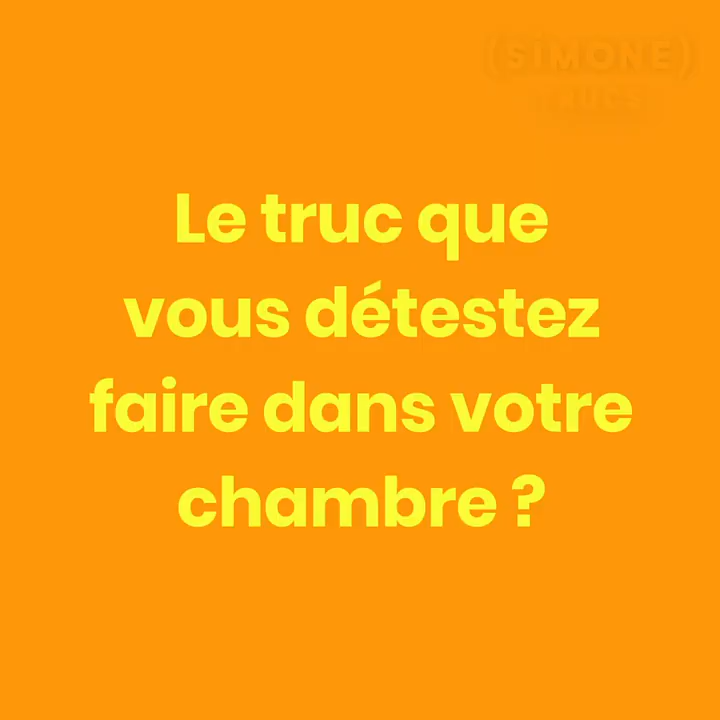 (SIMONE)
Le truc que
vous détestez
faire dans votre
chambre ?